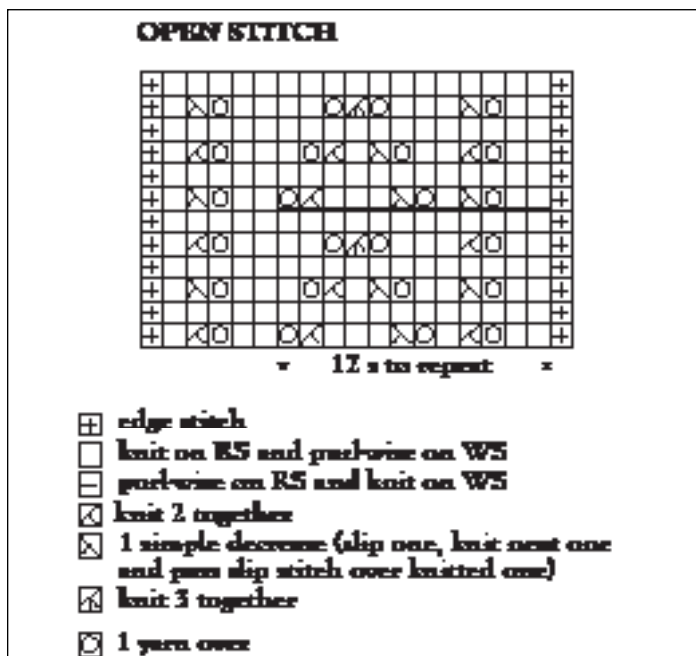 OPEN STITCH
12 s to repeat
edge stitch
knit on RS and purl-wise on WS
purl-wise on RS and knit on WS
knit 2 together
1 simple decrease (slip one, knit next one
and pass slip stitch over knitted one)
knit 3 together
1 yarn over